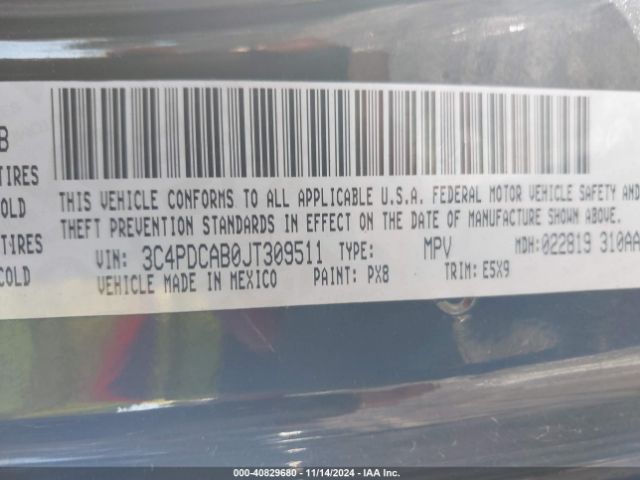 B
TIRES
COLD
COLD
THIS VEHICLE CONFORMS TO ALL APPLICABLE U.S.A. FEDERAL MOTOR VEHICLE SAFETY AND
THEFT PREVENTION STANDARDS IN EFFECT ON THE DATE OF MANUFACTURE SHOWN ABOVE.
VIN: 3C4PDCAB0JT309511 TYPE: MPV MDH:022819 310AA
VEHICLE MADE IN MEXICO PAINT: PX8 TRIM: E5X9
000-40829680 - 11/14/2024 - IAA Inc.